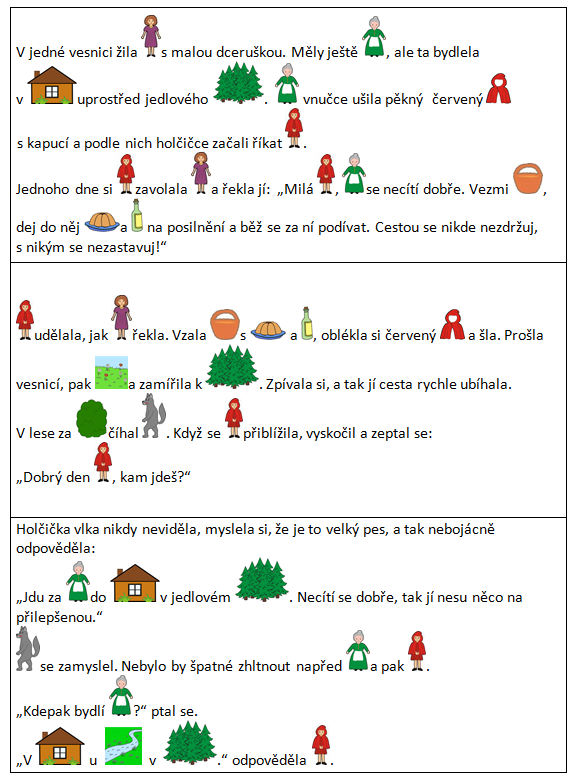 V jedné vesnici žila s malou dceruškou. Měly ještě , ale ta bydlela
v uprostřed jedlového . vnučce ušila pěkný červený
s kapucí a podle nich holčičce začali říkat .
Jednoho dne si zavolala a řekla jí: „Milá , se necítí dobře. Vezmi ,
dej do něj a na posilnění a běž se za ní podívat. Cestou se nikde nezdržuj,
s nikým se nezastavuj!“
udělala, jak řekla. Vzala s a , oblékla si červený a šla. Prošla
vesnicí, pak a zamířila k . Zpívala si, a tak jí cesta rychle ubíhala.
V lese za číhal . Když se přiblížila, vyskočil a zeptal se:
„Dobrý den , kam jdeš?“
Holčička vlka nikdy neviděla, myslela si, že je to velký pes, a tak nebojácně
odpověděla:
„Jdu za do v jedlovém . Necítí se dobře, tak jí nesu něco na
přilepšenou.“
se zamyslel. Nebylo by špatné zhltnout napřed a pak .
„Kdepak bydlí ?“ ptal se.
„V u v .“ odpověděla .